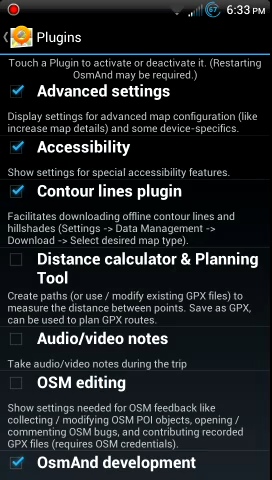 67 6:33 PM
Plugins
Touch a Plugin to activate or deactivate it. (Restarting
OsmAnd may be required.)
Advanced settings
Display settings for advanced map configuration (like
increase map details) and some device-specifics.
Accessibility
Show settings for special accessibility features.
Contour lines plugin
Facilitates downloading offline contour lines and
hillshades (Settings -> Data Management ->
Download -> Select desired map type).
Distance calculator & Planning
Tool
Create paths (or use / modify existing GPX files) to
measure the distance between points. Save as GPX,
can be used to plan GPX routes.
Audio/video notes
Take audio/video notes during the trip
OSM editing
Show settings needed for OSM feedback like
collecting / modifying OSM POI objects, opening /
commenting OSM bugs, and contributing recorded
GPX files (requires OSM credentials).
OsmAnd development